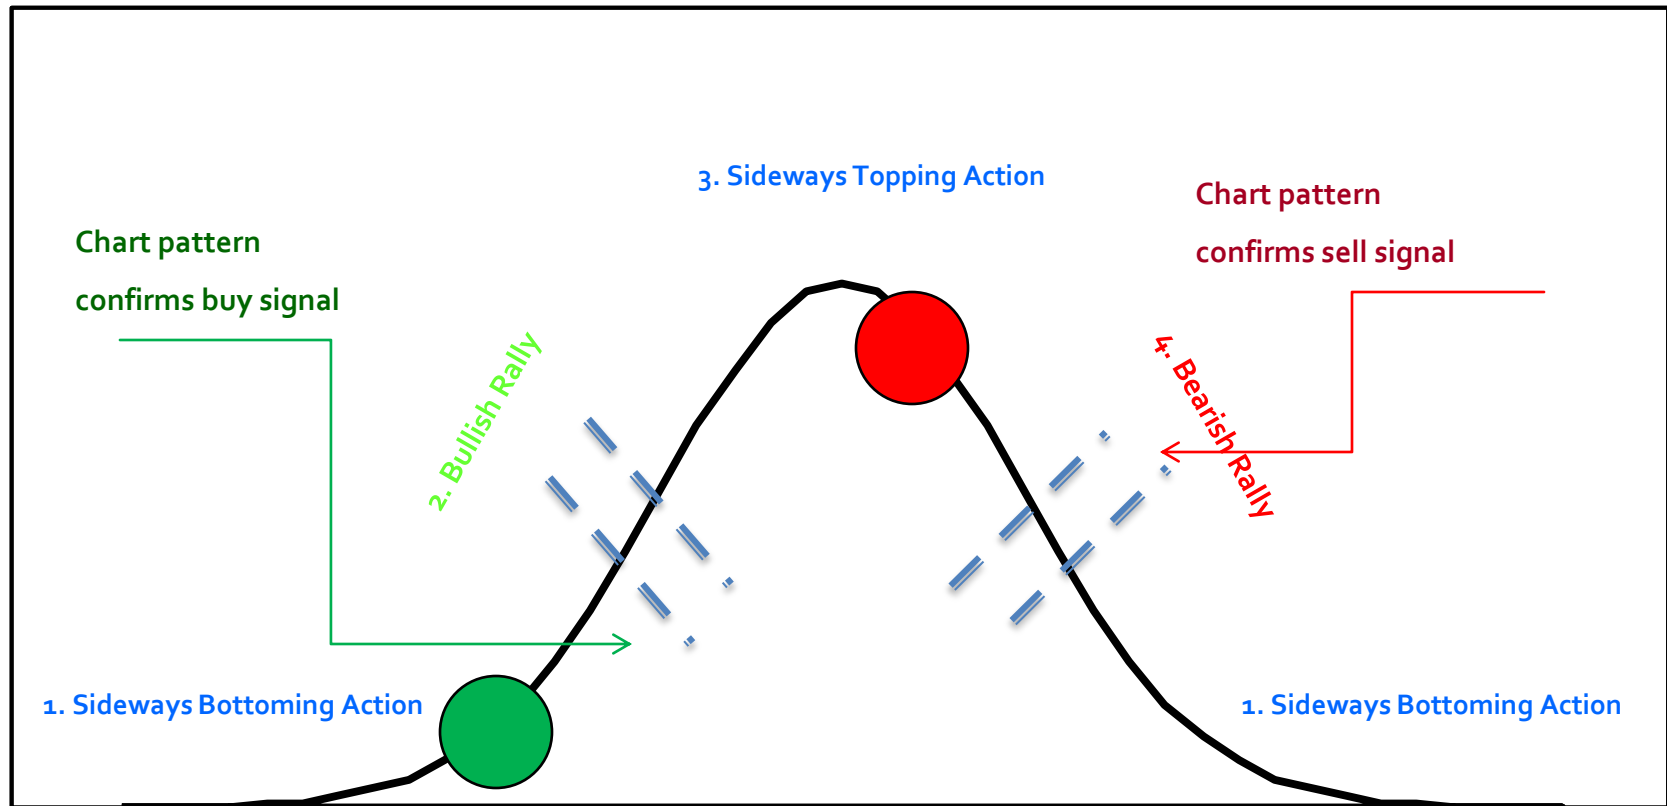 3. Sideways Topping Action
Chart pattern
confirms sell signal
Chart pattern
confirms buy signal
2. Bullish Rally
4. Bearish Rally
1. Sideways Bottoming Action
1. Sideways Bottoming Action